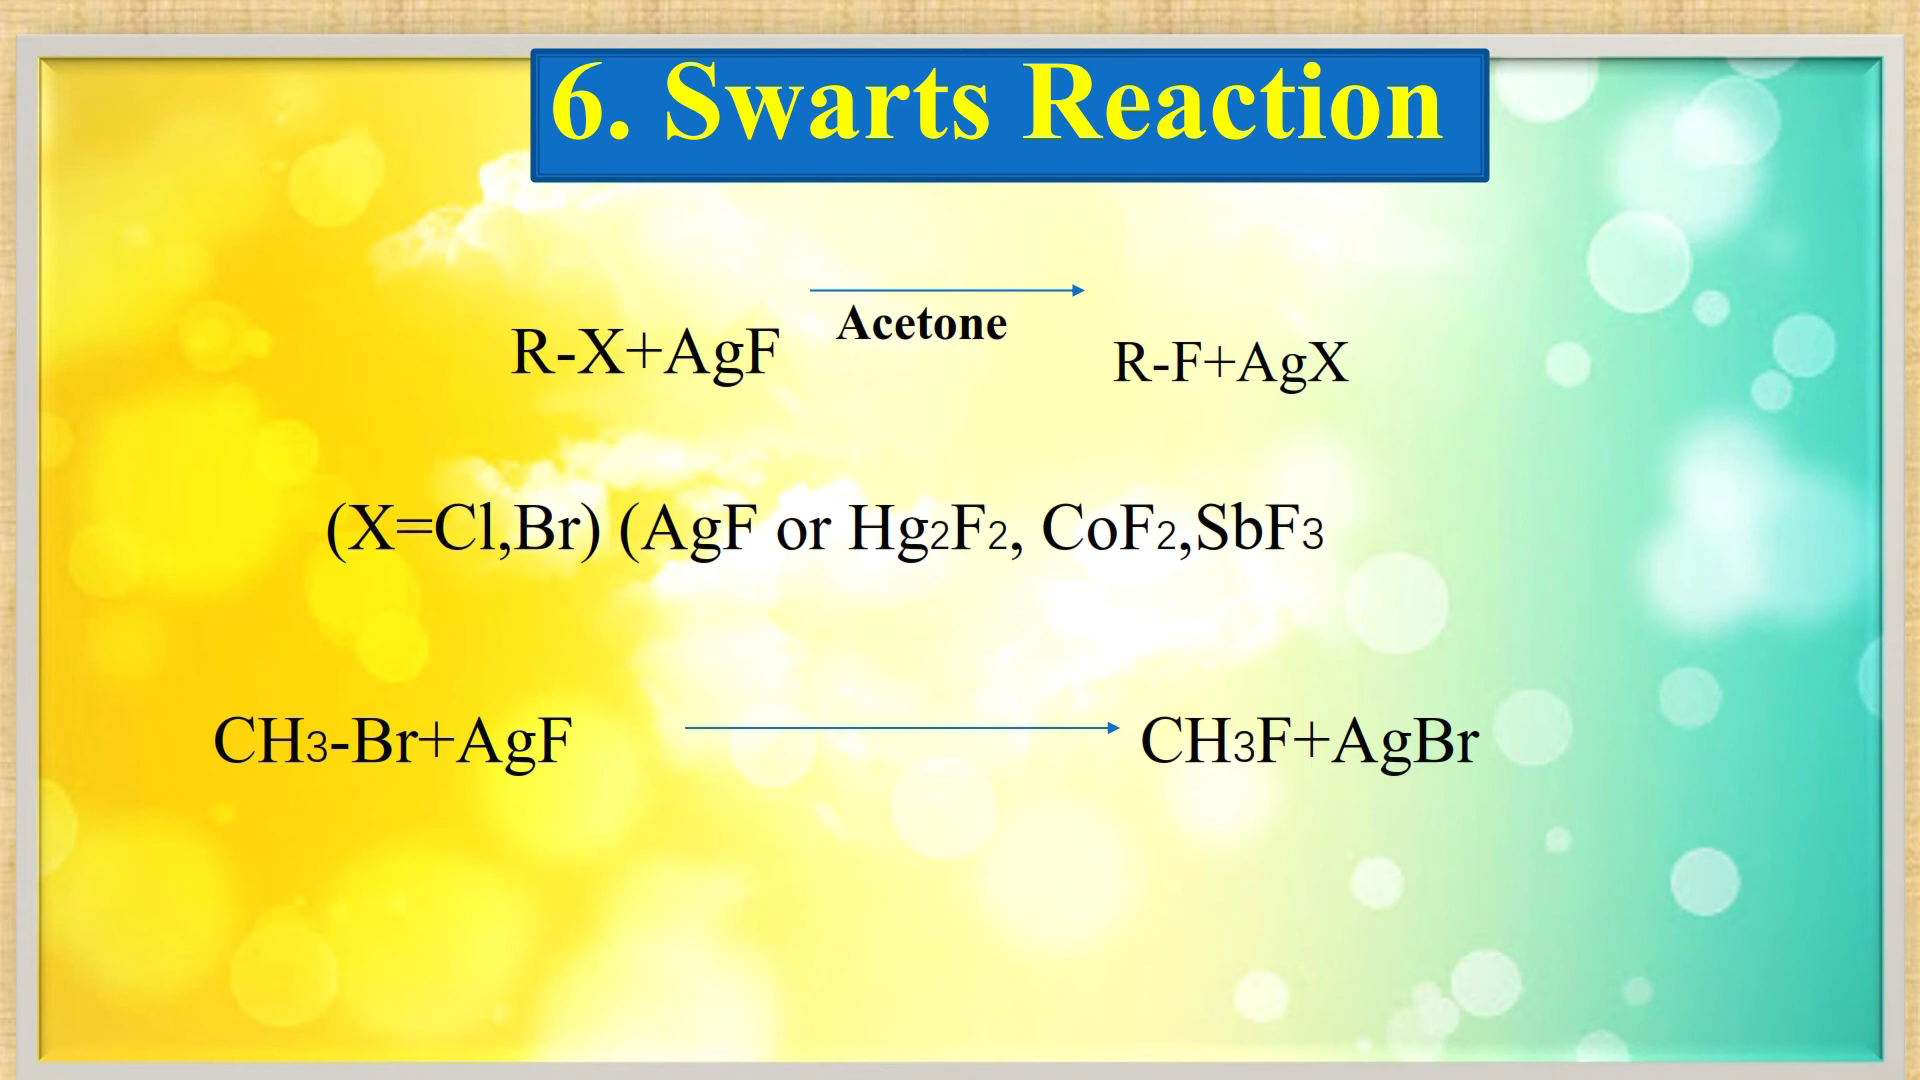 6. Swarts Reaction
R-X+AgF Acetone R-F+AgX
(X=Cl,Br) (AgF or Hg2F2, CoF2,SbF3
CH3-Br+AgF CH3F+AgBr